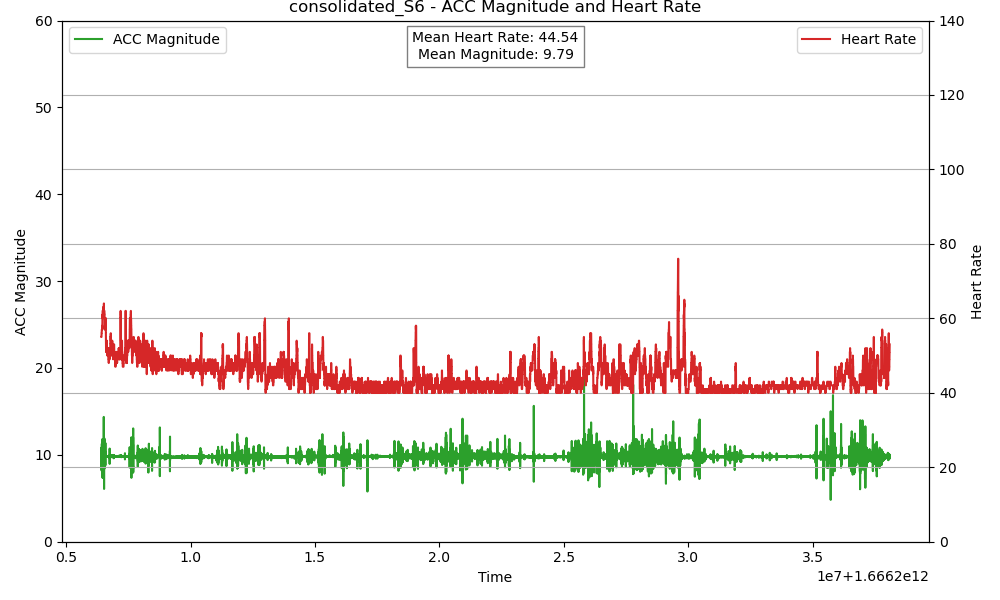 consolidated_S6 - ACC Magnitude and Heart Rate
ACC Magnitude
Mean Heart Rate: 44.54
Mean Magnitude: 9.79
Heart Rate
60
50
40
30
20
10
0
ACC Magnitude
140
120
100
80
60
40
20
0
Heart Rate
0.5 1.0 1.5 2.0 2.5 3.0 3.5
Time
1e7+1.6662e12